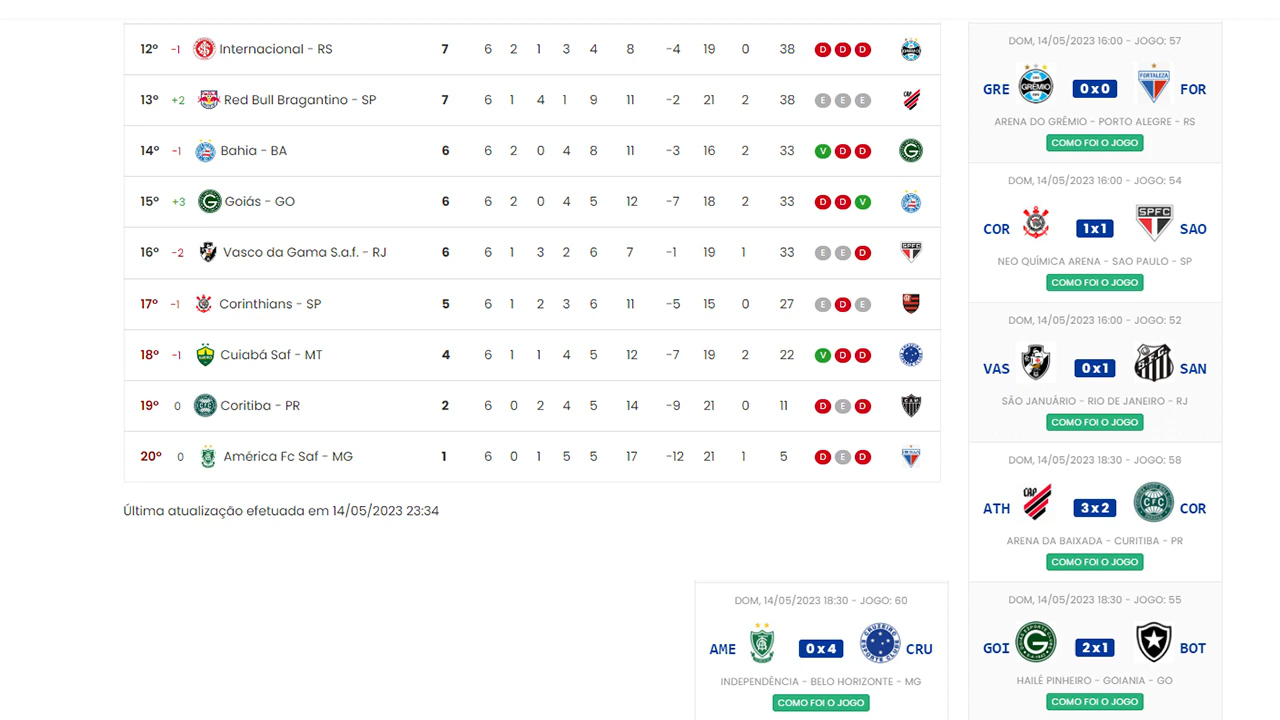 12º -1 Internacional - RS 7 6 2 1 3 4 8 -4 19 0 38 D D D
13º +2 Red Bull Bragantino - SP 7 6 1 4 1 9 11 -2 21 2 38 E E E
14º -1 Bahia - BA 6 6 2 0 4 8 11 -3 16 2 33 V D D
15º +3 Goiás - GO 6 6 2 0 4 5 12 -7 18 2 33 D D V
16º -2 Vasco da Gama S.a.f. - RJ 6 6 1 3 2 6 7 -1 19 1 33 E E D
17º -1 Corinthians - SP 5 6 1 2 3 6 11 -5 15 0 27 E D E
18º -1 Cuiabá Saf - MT 4 6 1 1 4 5 12 -7 19 2 22 V D D
19º 0 Coritiba - PR 2 6 0 2 4 5 14 -9 21 0 11 D E D
20º 0 América Fc Saf - MG 1 6 0 1 5 5 17 -12 21 1 5 D E D
Última atualização efetuada em 14/05/2023 23:34
DOM, 14/05/2023 18:30 - JOGO: 60
AME 0 x 4 CRU
INDEPENDÊNCIA - BELO HORIZONTE - MG
COMO FOI O JOGO
DOM, 14/05/2023 16:00 - JOGO: 57
GRE 0 x 0 FORTALEZA FOR
ARENA DO GRÊMIO - PORTO ALEGRE - RS
COMO FOI O JOGO
DOM, 14/05/2023 16:00 - JOGO: 54
COR 1 x 1 SPFC SAO
NEO QUÍMICA ARENA - SAO PAULO - SP
COMO FOI O JOGO
DOM, 14/05/2023 16:00 - JOGO: 52
VAS 0 x 1 SAN
SÃO JANUÁRIO - RIO DE JANEIRO - RJ
COMO FOI O JOGO
DOM, 14/05/2023 18:30 - JOGO: 58
ATH CAP 3 x 2 CFC COR
ARENA DA BAIXADA - CURITIBA - PR
COMO FOI O JOGO
DOM, 14/05/2023 18:30 - JOGO: 55
GOI 2 x 1 BOT
HAILÉ PINHEIRO - GOIANIA - GO
COMO FOI O JOGO